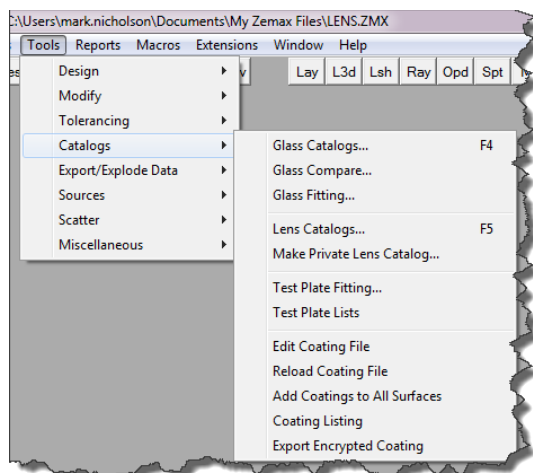 C:\Users\mark.nicholson\Documents\My Zemax Files\LENS.ZMX
Tools Reports Macros Extensions Window Help
Lay L3d Lsh Ray Opd Spt
Design
Modify
Tolerancing
Catalogs
Export/Explode Data
Sources
Scatter
Miscellaneous
Glass Catalogs... F4
Glass Compare...
Glass Fitting...
Lens Catalogs... F5
Make Private Lens Catalog...
Test Plate Fitting...
Test Plate Lists
Edit Coating File
Reload Coating File
Add Coatings to All Surfaces
Coating Listing
Export Encrypted Coating